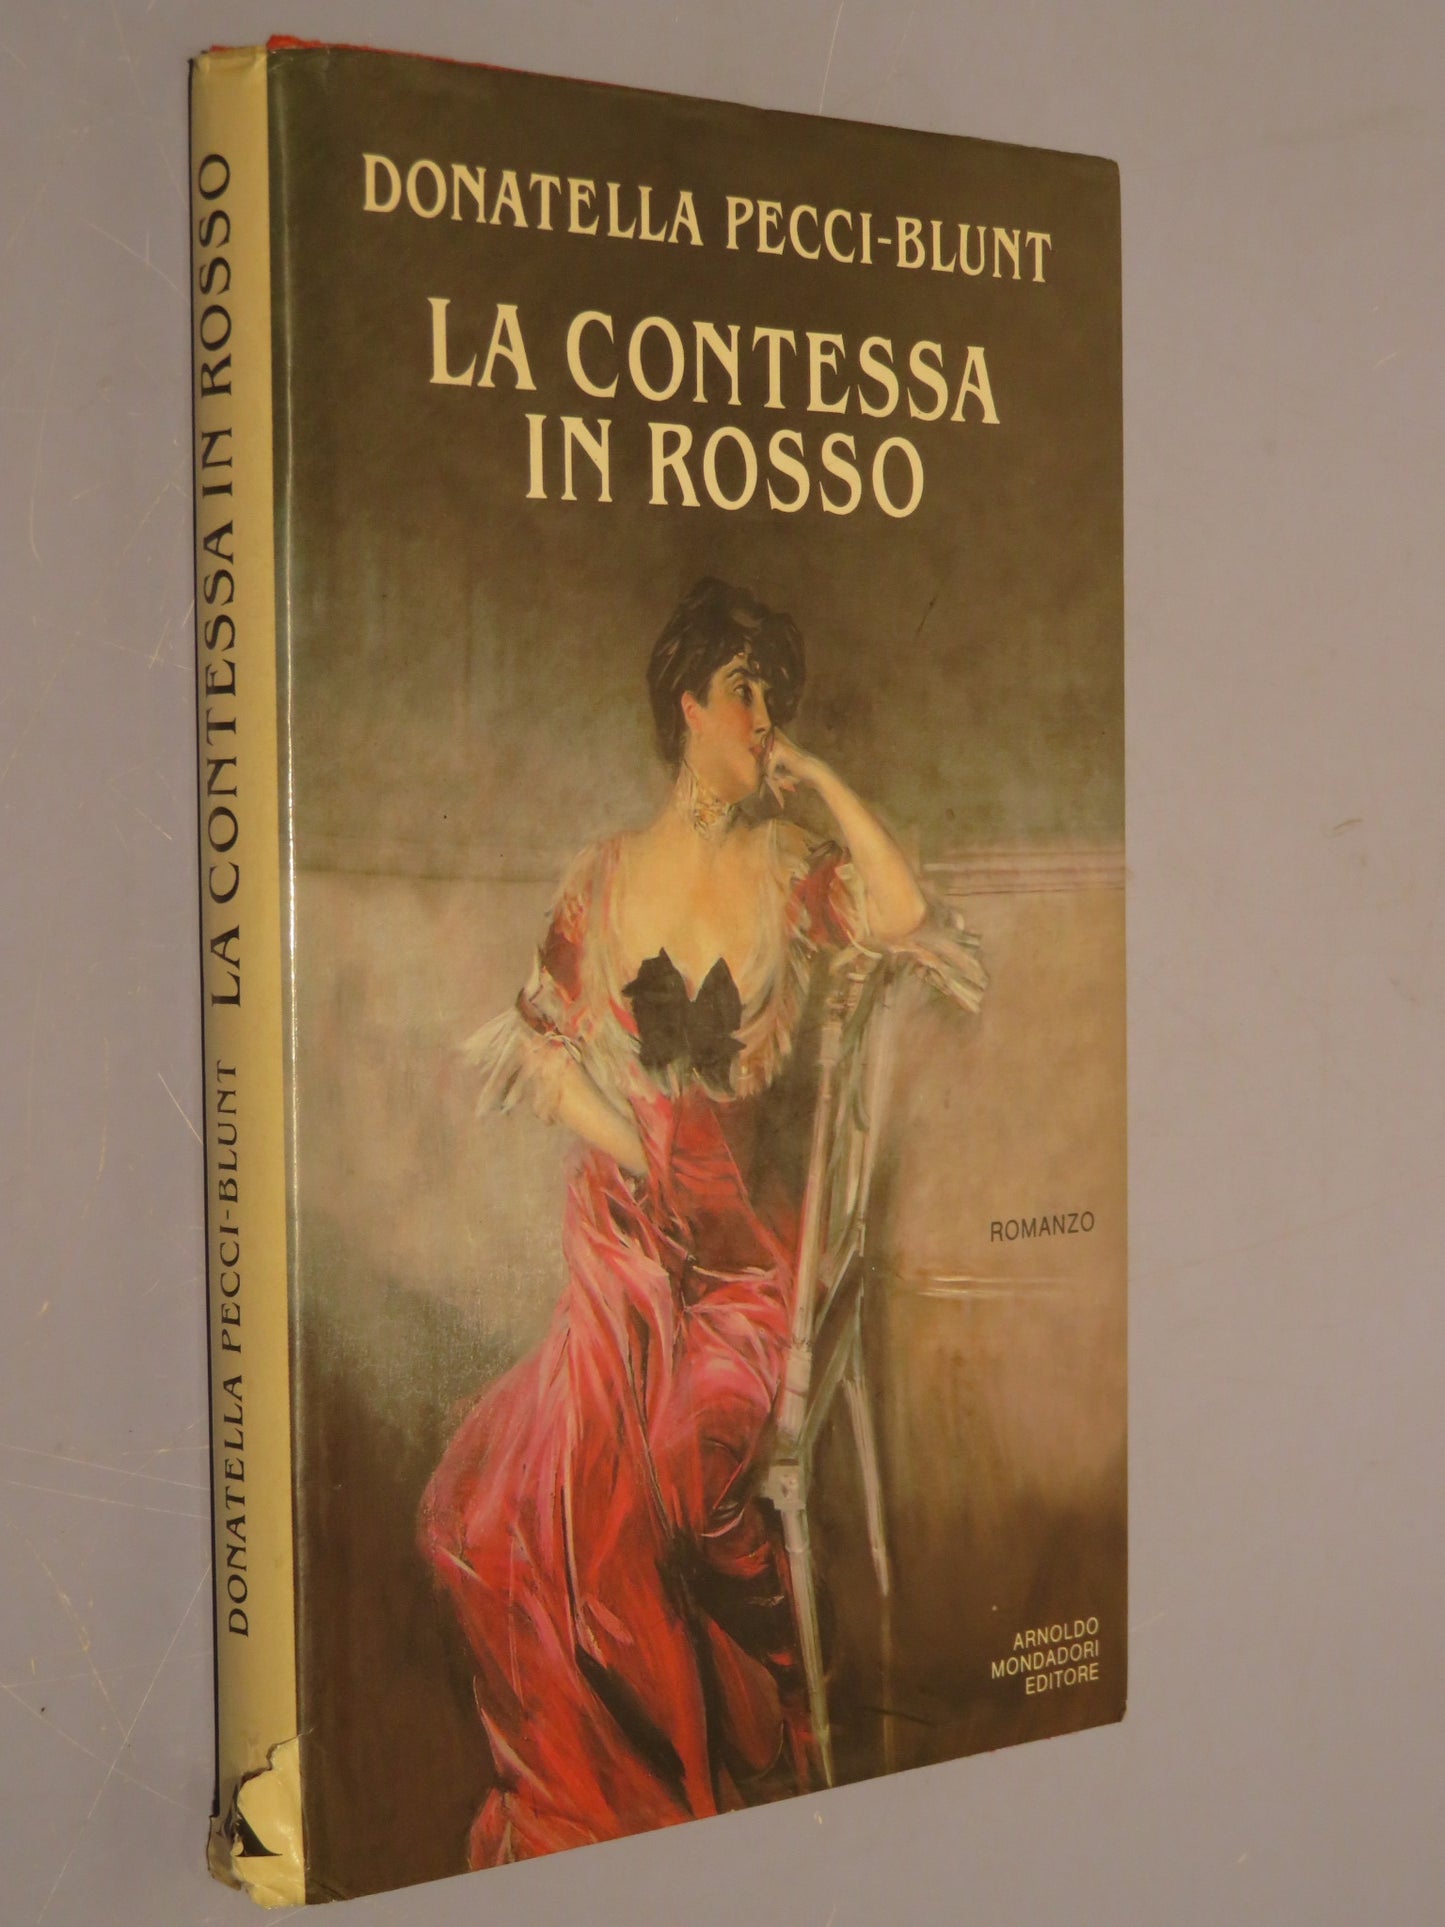 DONATELLA PECCI-BLUNT
LA CONTESSA
IN ROSSO
ROMANZO
ARNOLDO
MONDADORI
EDITORE
DONATELLA PECCI-BLUNT LA CONTESSA IN ROSSO